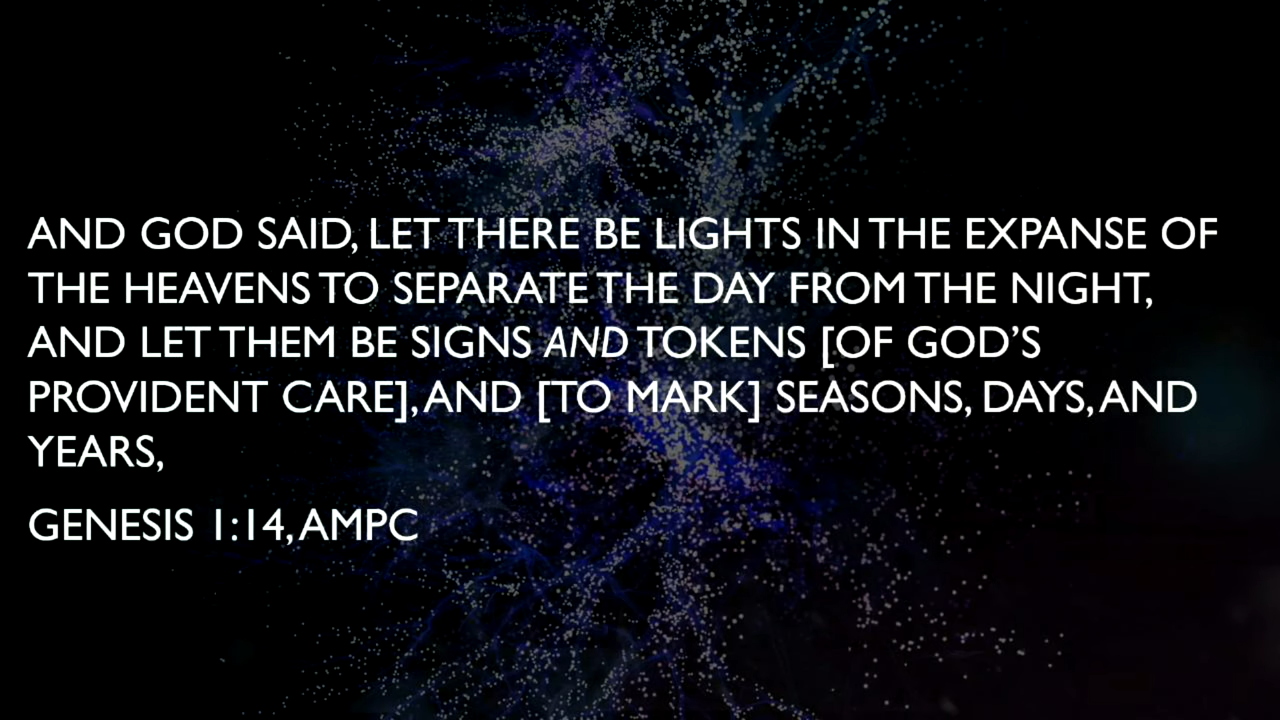 AND GOD SAID, LET THERE BE LIGHTS IN THE EXPANSE OF
THE HEAVENS TO SEPARATE THE DAY FROM THE NIGHT,
AND LET THEM BE SIGNS AND TOKENS [OF GOD’S
PROVIDENT CARE], AND [TO MARK] SEASONS, DAYS, AND
YEARS,
GENESIS 1:14, AMPC